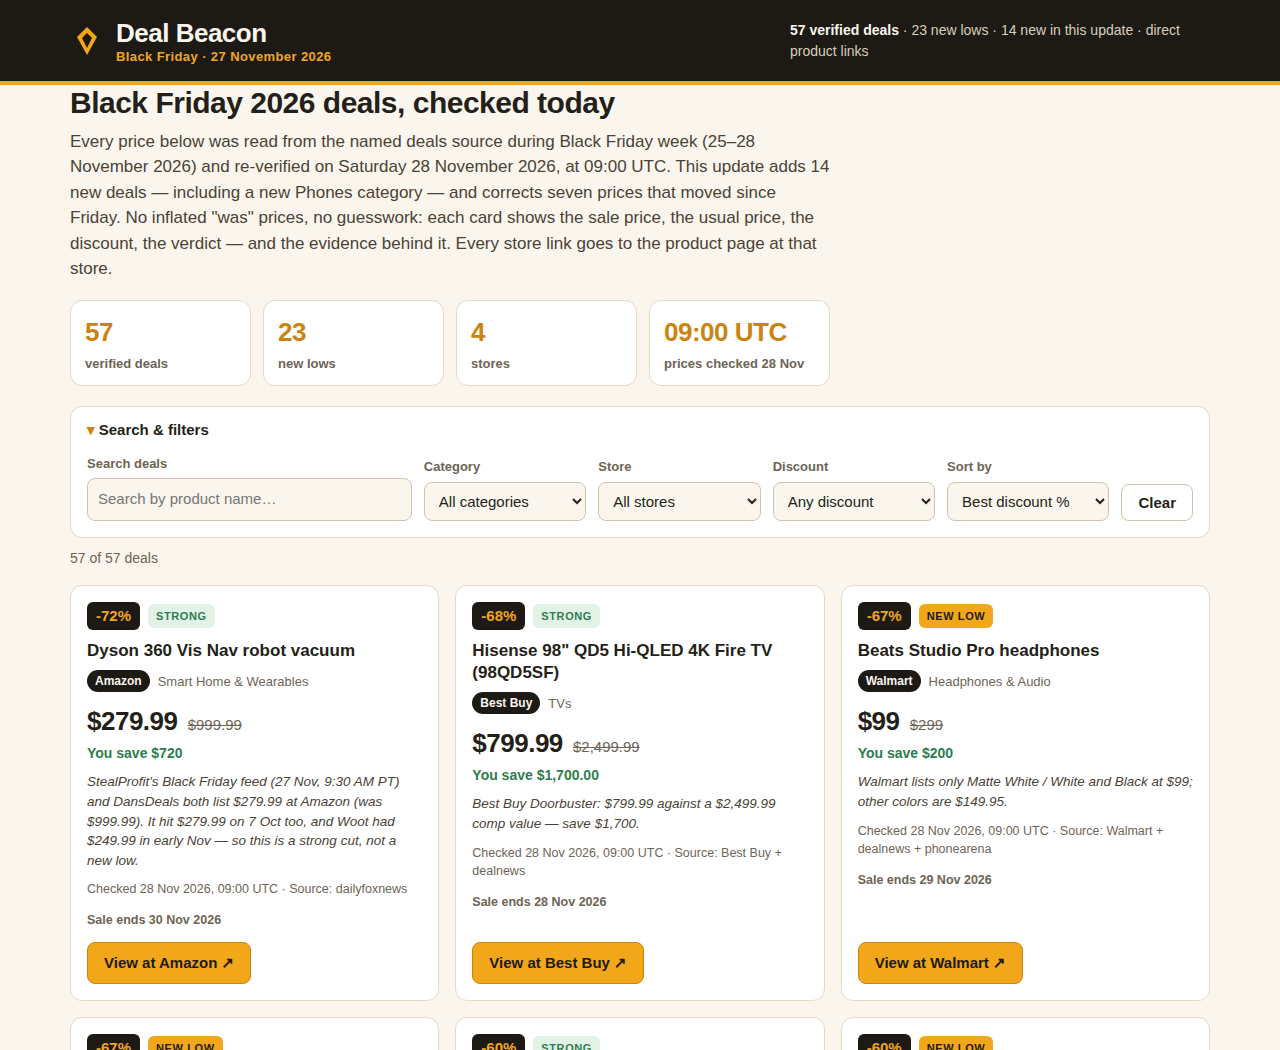 Deal Beacon
Black Friday · 27 November 2026
57 verified deals · 23 new lows · 14 new in this update · direct
product links
Black Friday 2026 deals, checked today
Every price below was read from the named deals source during Black Friday week (25–28
November 2026) and re-verified on Saturday 28 November 2026, at 09:00 UTC. This update adds 14
new deals — including a new Phones category — and corrects seven prices that moved since
Friday. No inflated "was" prices, no guesswork: each card shows the sale price, the usual price, the
discount, the verdict — and the evidence behind it. Every store link goes to the product page at that
store.
57
verified deals
23
new lows
4
stores
09:00 UTC
prices checked 28 Nov
▾ Search & filters
Search deals
Search by product name…
Category
All categories
Store
All stores
Discount
Any discount
Sort by
Best discount %
Clear
57 of 57 deals
-72% STRONG
Dyson 360 Vis Nav robot vacuum
Amazon Smart Home & Wearables
$279.99 $999.99
You save $720
StealProfit's Black Friday feed (27 Nov, 9:30 AM PT)
and DansDeals both list $279.99 at Amazon (was
$999.99). It hit $279.99 on 7 Oct too, and Woot had
$249.99 in early Nov — so this is a strong cut, not a
new low.
Checked 28 Nov 2026, 09:00 UTC · Source: dailyfoxnews
Sale ends 30 Nov 2026
View at Amazon ↗
-68% STRONG
Hisense 98" QD5 Hi-QLED 4K Fire TV
(98QD5SF)
Best Buy TVs
$799.99 $2,499.99
You save $1,700.00
Best Buy Doorbuster: $799.99 against a $2,499.99
comp value — save $1,700.
Checked 28 Nov 2026, 09:00 UTC · Source: Best Buy +
dealnews
Sale ends 28 Nov 2026
View at Best Buy ↗
-67% NEW LOW
Beats Studio Pro headphones
Walmart Headphones & Audio
$99 $299
You save $200
Walmart lists only Matte White / White and Black at $99;
other colors are $149.95.
Checked 28 Nov 2026, 09:00 UTC · Source: Walmart +
dealnews + phonearena
Sale ends 29 Nov 2026
View at Walmart ↗
-67% NEW LOW
-60% STRONG
-60% NEW LOW